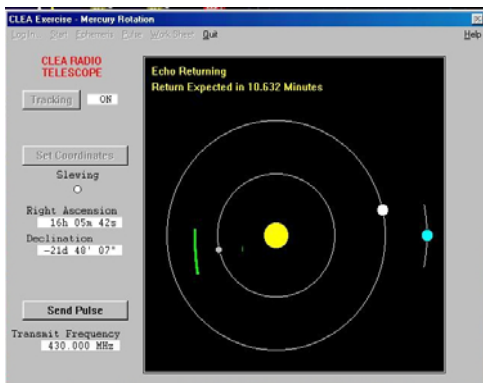 CLEA Exercise - Mercury Rotation
Log In Start Ephemeris Pulse Work Sheet Quit Help
CLEA RADIO
TELESCOPE
Tracking ON
Set Coordinates
Slewing
Right Ascension
16h 05m 42s
Declination
-21d 48' 07"
Send Pulse
Transmit Frequency
430.000 MHz
Echo Returning
Return Expected in 10.632 Minutes